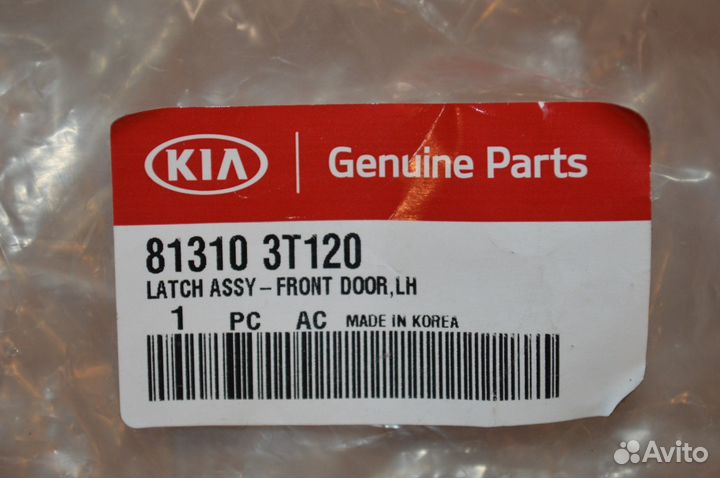 KIA
Genuine Parts
81310 3T120
LATCH ASSY-FRONT DOOR,LH
1 PC AC MADE IN KOREA
Avito